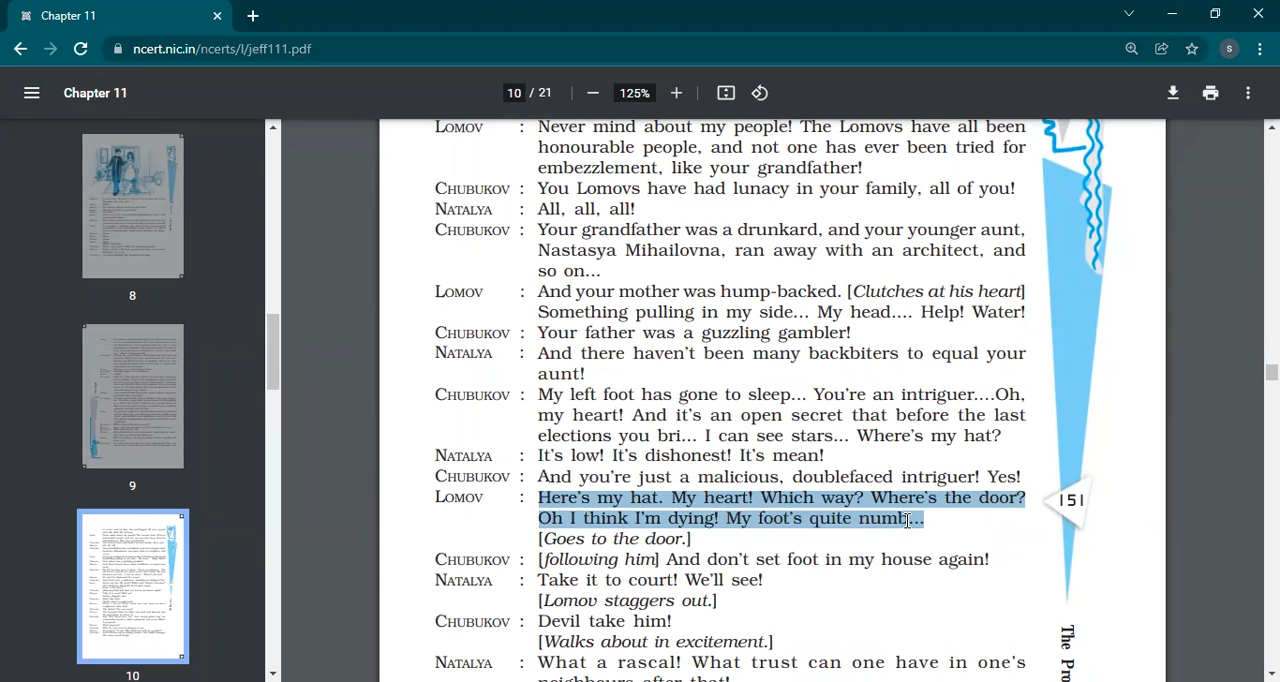 Chapter 11
ncert.nic.in/ncerts/l/jeff111.pdf
S
Chapter 11
10 / 21
125%
8
9
10
LOMOV : Never mind about my people! The Lomovs have all been
honourable people, and not one has ever been tried for
embezzlement, like your grandfather!
CHUBUKOV : You Lomovs have had lunacy in your family, all of you!
NATALYA : All, all, all!
CHUBUKOV : Your grandfather was a drunkard, and your younger aunt,
Nastasya Mihailovna, ran away with an architect, and
so on...
LOMOV : And your mother was hump-backed. [Clutches at his heart]
Something pulling in my side... My head.... Help! Water!
CHUBUKOV : Your father was a guzzling gambler!
NATALYA : And there haven't been many backbiters to equal your
aunt!
CHUBUKOV : My left foot has gone to sleep... You're an intriguer....Oh,
my heart! And it's an open secret that before the last
elections you bri... I can see stars... Where's my hat?
NATALYA : It's low! It's dishonest! It's mean!
CHUBUKOV : And you're just a malicious, doublefaced intriguer! Yes!
LOMOV : Here's my hat. My heart! Which way? Where's the door?
Oh I think I'm dying! My foot's quite numb...
[Goes to the door.]
CHUBUKOV : [following him] And don't set foot in my house again!
NATALYA : Take it to court! We'll see!
[Lomov staggers out.]
CHUBUKOV : Devil take him!
[Walks about in excitement.]
NATALYA : What a rascal! What trust can one have in one's
neighbours after that!
151
The Pro